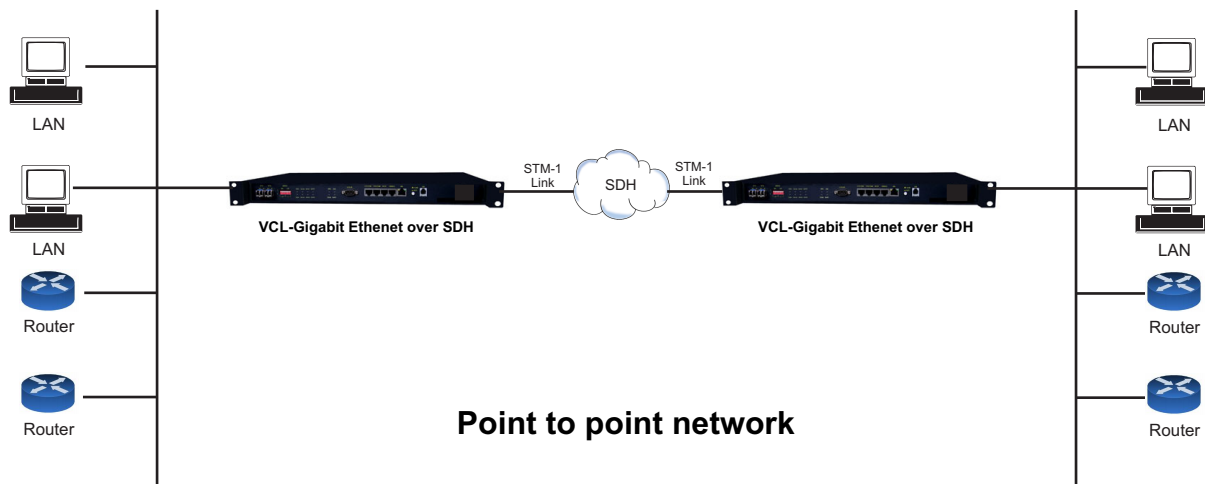 LAN
LAN
Router
Router
STM-1
Link
SDH
STM-1
Link
VCL-Gigabit Ethenet over SDH
VCL-Gigabit Ethenet over SDH
LAN
LAN
Router
Router
Point to point network